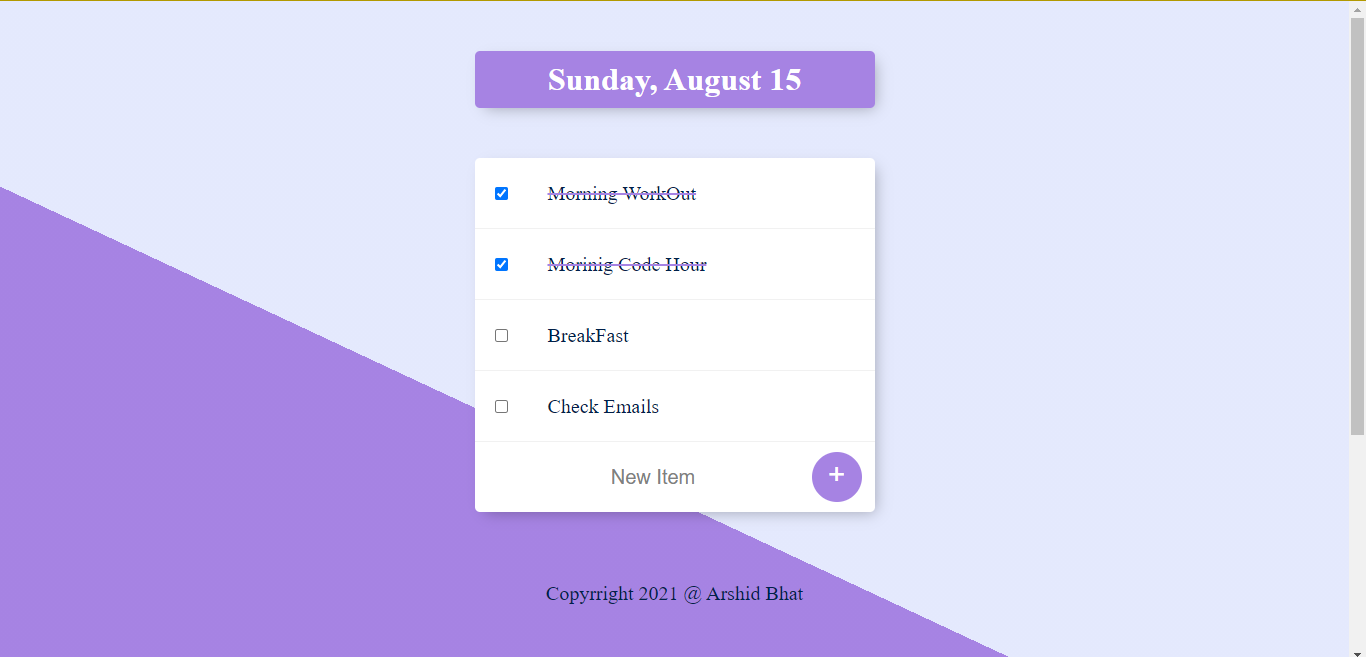 Sunday, August 15
Morning WorkOut
Morinig Code Hour
BreakFast
Check Emails
New Item
+
Copyrright 2021 @ Arshid Bhat